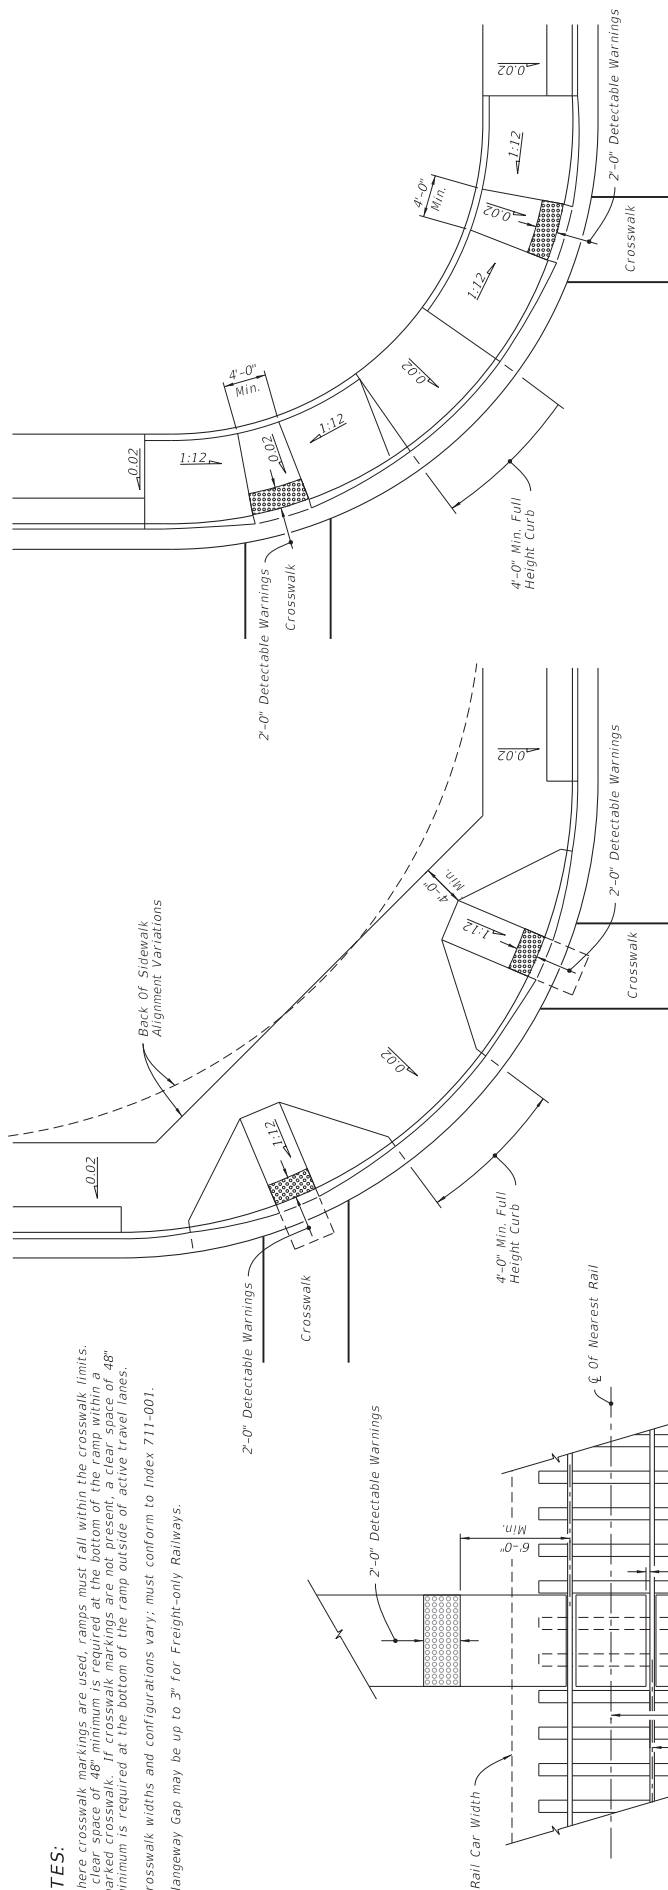 TES:
here crosswalk markings are used, ramps must fall within the crosswalk limits.
clear space of 48" minimum is required at the bottom of the ramp within a
arked crosswalk. If crosswalk markings are not present, a clear space of 48"
inimum is required at the bottom of the ramp outside of active travel lanes.
rosswalk widths and configurations vary; must conform to Index 711-001.
langeway Gap may be up to 3" for Freight-only Railways.
2'-0" Detectable Warnings
6'-0"
Min.
Rail Car Width
℄ Of Nearest Rail
0.02
Back Of Sidewalk
Alignment Variations
1:12
2'-0" Detectable Warnings
Crosswalk
0.02
4'-0"
Min.
1:12
0.02
4'-0" Min. Full
Height Curb
2'-0" Detectable Warnings
Crosswalk
0.02
1:12
4'-0"
Min.
0.02
1:12
2'-0" Detectable Warnings
Crosswalk
0.02
4'-0" Min. Full
Height Curb
1:12
4'-0"
Min.
0.02
1:12
0.02
2'-0" Detectable Warnings
Crosswalk